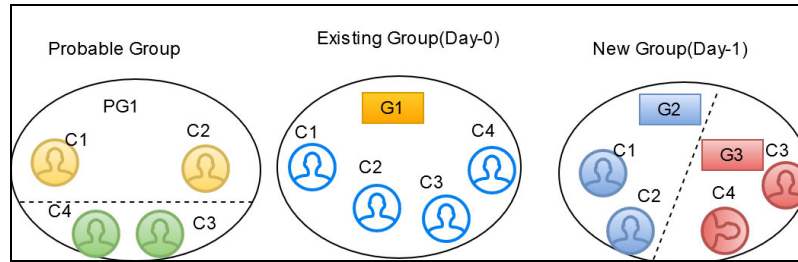 Probable Group
PG1
C1
C2
C4
C3
Existing Group(Day-0)
G1
C1
C4
C2
C3
New Group(Day-1)
G2
G3
C1
C3
C2
C4